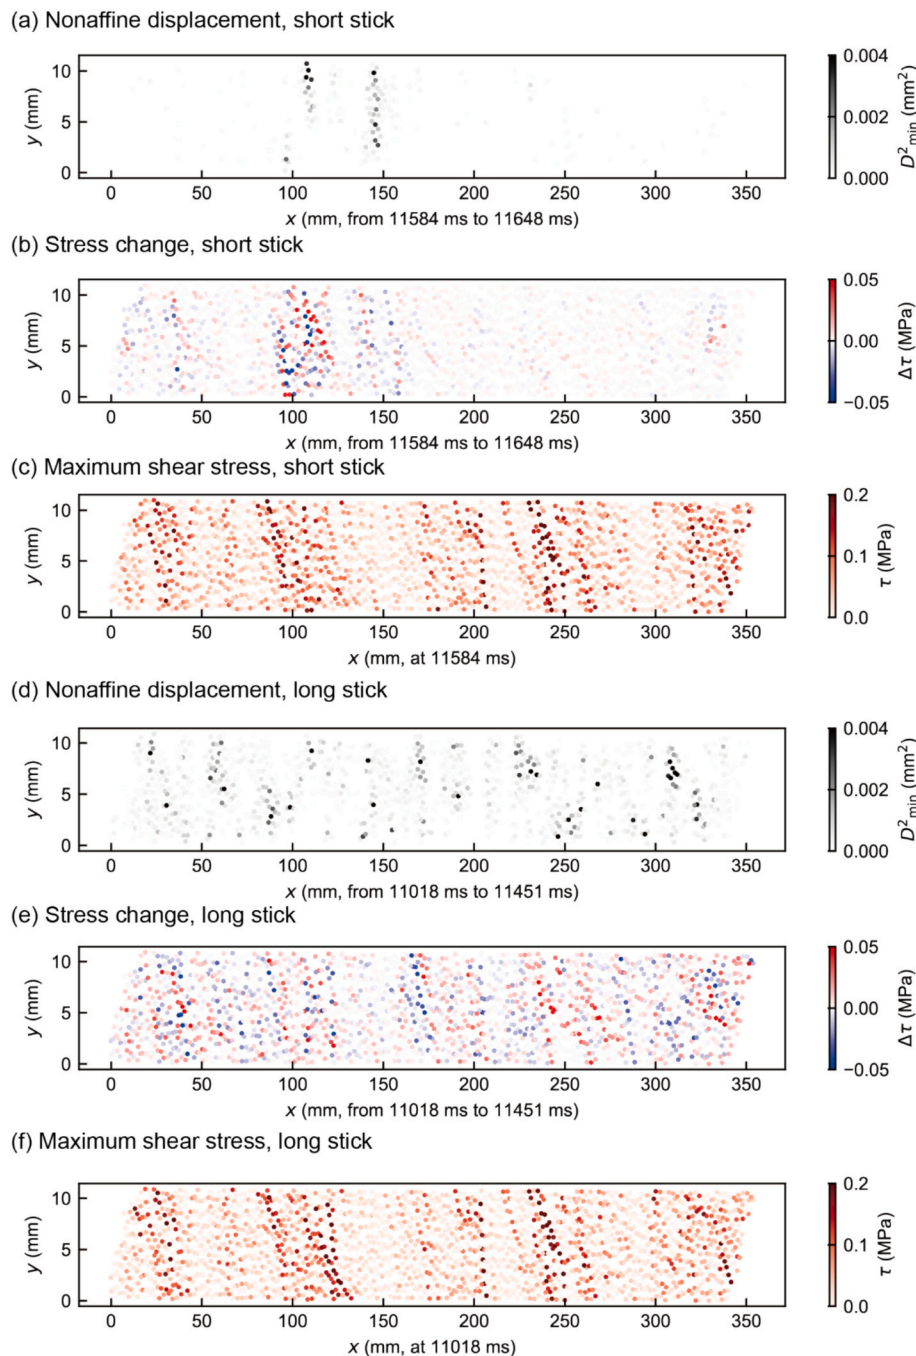 (a) Nonaffine displacement, short stick
10
5
0
y (mm)
0 50 100 150 200 250 300 350
x (mm, from 11584 ms to 11648 ms)
0.004
0.002
0.000
D²min (mm²)
(b) Stress change, short stick
10
5
0
y (mm)
0 50 100 150 200 250 300 350
x (mm, from 11584 ms to 11648 ms)
0.05
0.00
−0.05
Δτ (MPa)
(c) Maximum shear stress, short stick
10
5
0
y (mm)
0 50 100 150 200 250 300 350
x (mm, at 11584 ms)
0.2
0.1
0.0
τ (MPa)
(d) Nonaffine displacement, long stick
10
5
0
y (mm)
0 50 100 150 200 250 300 350
x (mm, from 11018 ms to 11451 ms)
0.004
0.002
0.000
D²min (mm²)
(e) Stress change, long stick
10
5
0
y (mm)
0 50 100 150 200 250 300 350
x (mm, from 11018 ms to 11451 ms)
0.05
0.00
−0.05
Δτ (MPa)
(f) Maximum shear stress, long stick
10
5
0
y (mm)
0 50 100 150 200 250 300 350
x (mm, at 11018 ms)
0.2
0.1
0.0
τ (MPa)